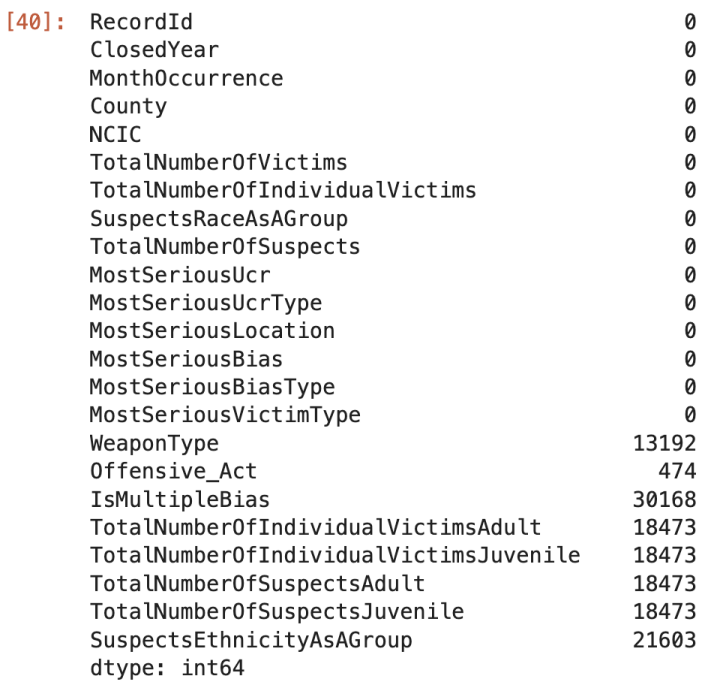 [40]: RecordId 0
ClosedYear 0
MonthOccurrence 0
County 0
NCIC 0
TotalNumberOfVictims 0
TotalNumberOfIndividualVictims 0
SuspectsRaceAsAGroup 0
TotalNumberOfSuspects 0
MostSeriousUcr 0
MostSeriousUcrType 0
MostSeriousLocation 0
MostSeriousBias 0
MostSeriousBiasType 0
MostSeriousVictimType 0
WeaponType 13192
Offensive_Act 474
IsMultipleBias 30168
TotalNumberOfIndividualVictimsAdult 18473
TotalNumberOfIndividualVictimsJuvenile 18473
TotalNumberOfSuspectsAdult 18473
TotalNumberOfSuspectsJuvenile 18473
SuspectsEthnicityAsAGroup 21603
dtype: int64